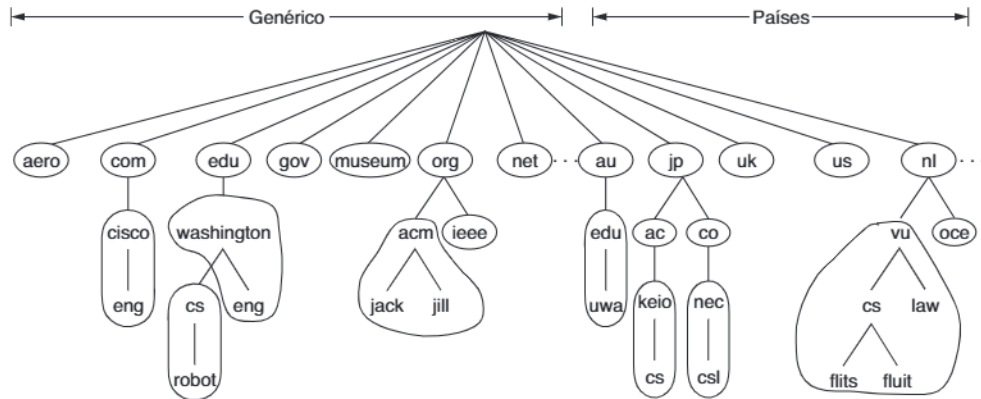 Genérico Países
aero com edu gov museum org net · · · au jp uk us nl · · ·
cisco washington acm ieee edu ac co vu oce
eng cs eng jack jill uwa keio nec cs law
robot cs csl flits fluit